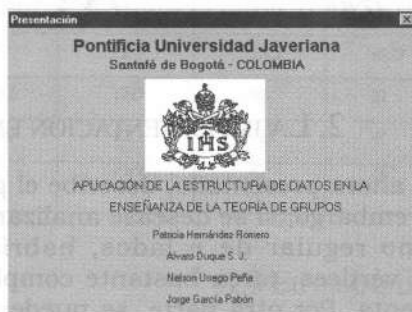 Presentación
Pontificia Universidad Javeriana
Santafé de Bogotá - COLOMBIA
IHS
APLICACIÓN DE LA ESTRUCTURA DE DATOS EN LA
ENSEÑANZA DE LA TEORIA DE GRUPOS
Patricia Hernández Romero
Alvaro Duque S. J.
Nelson Urrego Peña
Jorge García Pabón